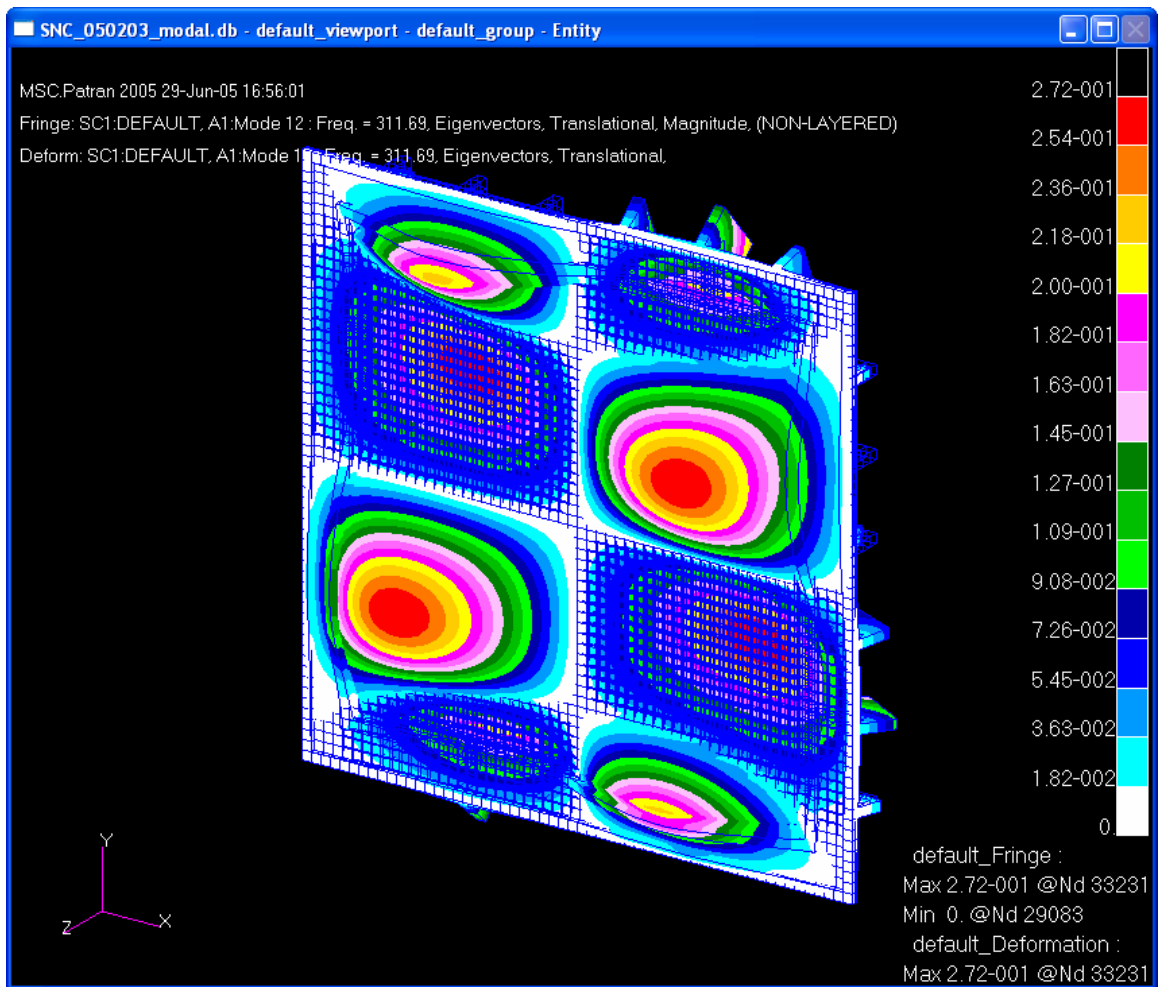 SNC_050203_modal.db - default_viewport - default_group - Entity
MSC.Patran 2005 29-Jun-05 16:56:01
Fringe: SC1:DEFAULT, A1:Mode 12 : Freq. = 311.69, Eigenvectors, Translational, Magnitude, (NON-LAYERED)
Deform: SC1:DEFAULT, A1:Mode 1 Freq. = 311.69, Eigenvectors, Translational,
2.72-001
2.54-001
2.36-001
2.18-001
2.00-001
1.82-001
1.63-001
1.45-001
1.27-001
1.09-001
9.08-002
7.26-002
5.45-002
3.63-002
1.82-002
0.
default_Fringe :
Max 2.72-001 @Nd 33231
Min 0. @Nd 29083
default_Deformation :
Max 2.72-001 @Nd 33231
Y
Z
X